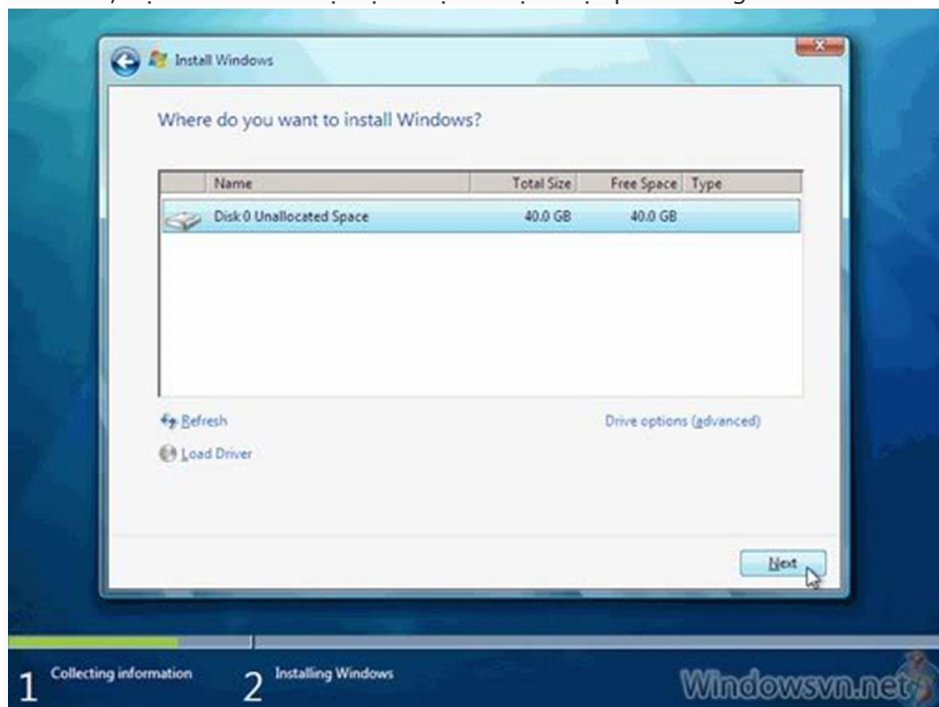 Install Windows
Where do you want to install Windows?
Name Total Size Free Space Type
Disk 0 Unallocated Space 40.0 GB 40.0 GB
Refresh Drive options (advanced)
Load Driver
Next
1 Collecting information 2 Installing Windows
Windowsvn.net